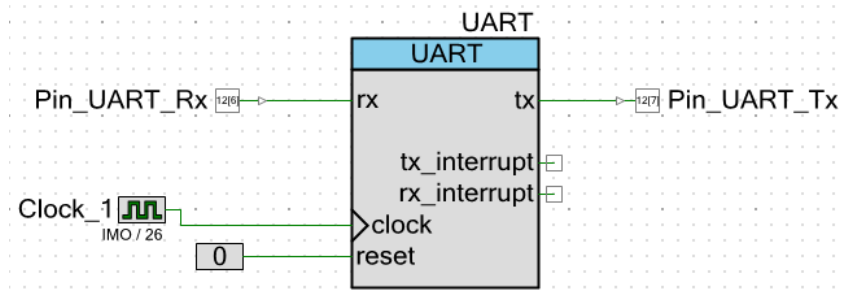 UART
UART
Pin_UART_Rx 12[6] rx tx 12[7] Pin_UART_Tx
tx_interrupt
rx_interrupt
Clock_1
IMO / 26
clock
0 reset